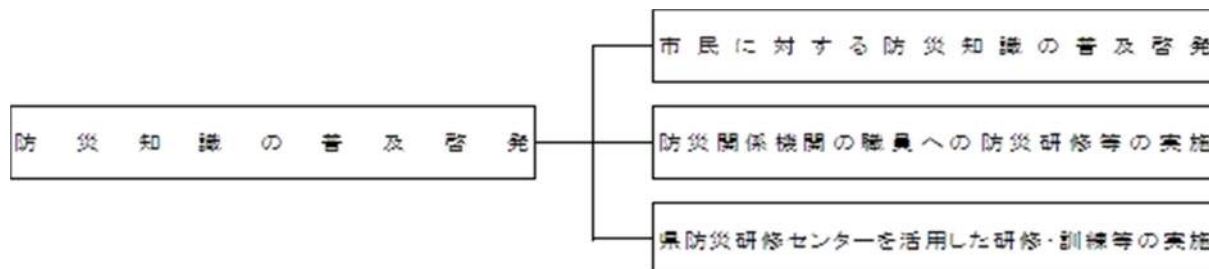 防災知識の普及啓発
市民に対する防災知識の普及啓発
防災関係機関の職員への防災研修等の実施
県防災研修センターを活用した研修・訓練等の実施